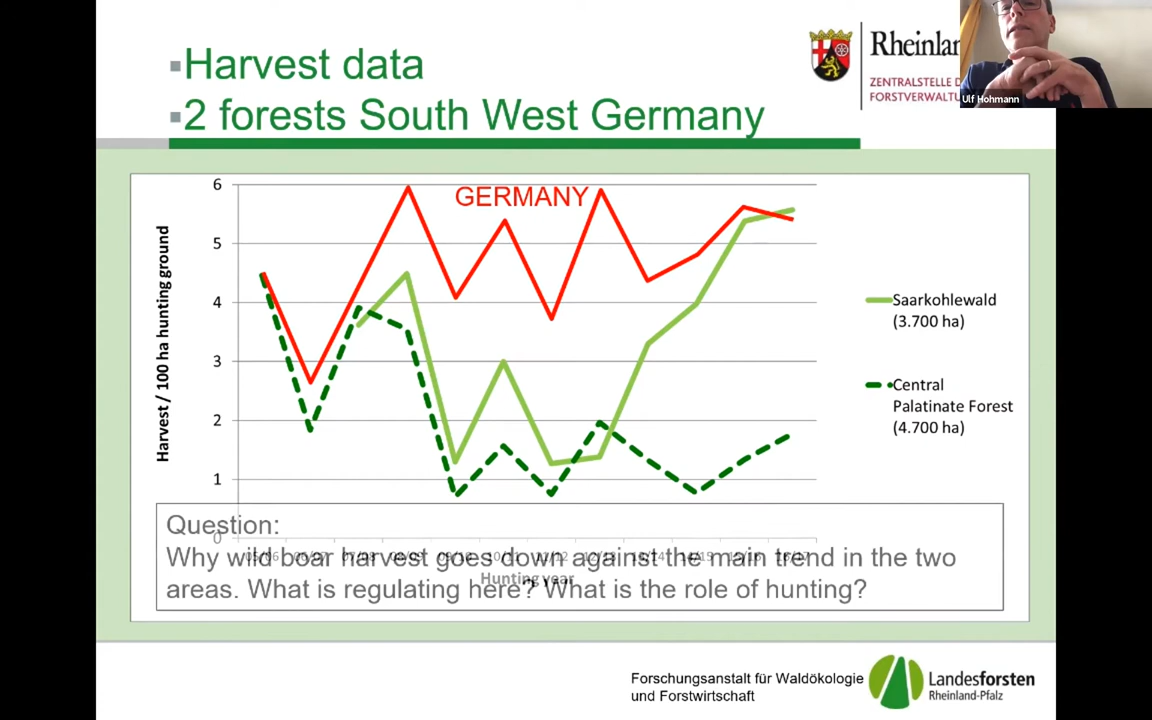 ▪Harvest data
▪2 forests South West Germany
Rheinlan
ZENTRALSTELLE D
FORSTVERWALTU
Ulf Hohmann
6
5
4
3
2
1
0
Harvest / 100 ha hunting ground
GERMANY
Saarkohlewald
(3.700 ha)
Central
Palatinate Forest
(4.700 ha)
Question:
Why wild boar harvest goes down against the main trend in the two
areas. What is regulating here? What is the role of hunting?
Hunting year
Forschungsanstalt für Waldökologie
und Forstwirtschaft
Landesforsten
Rheinland-Pfalz